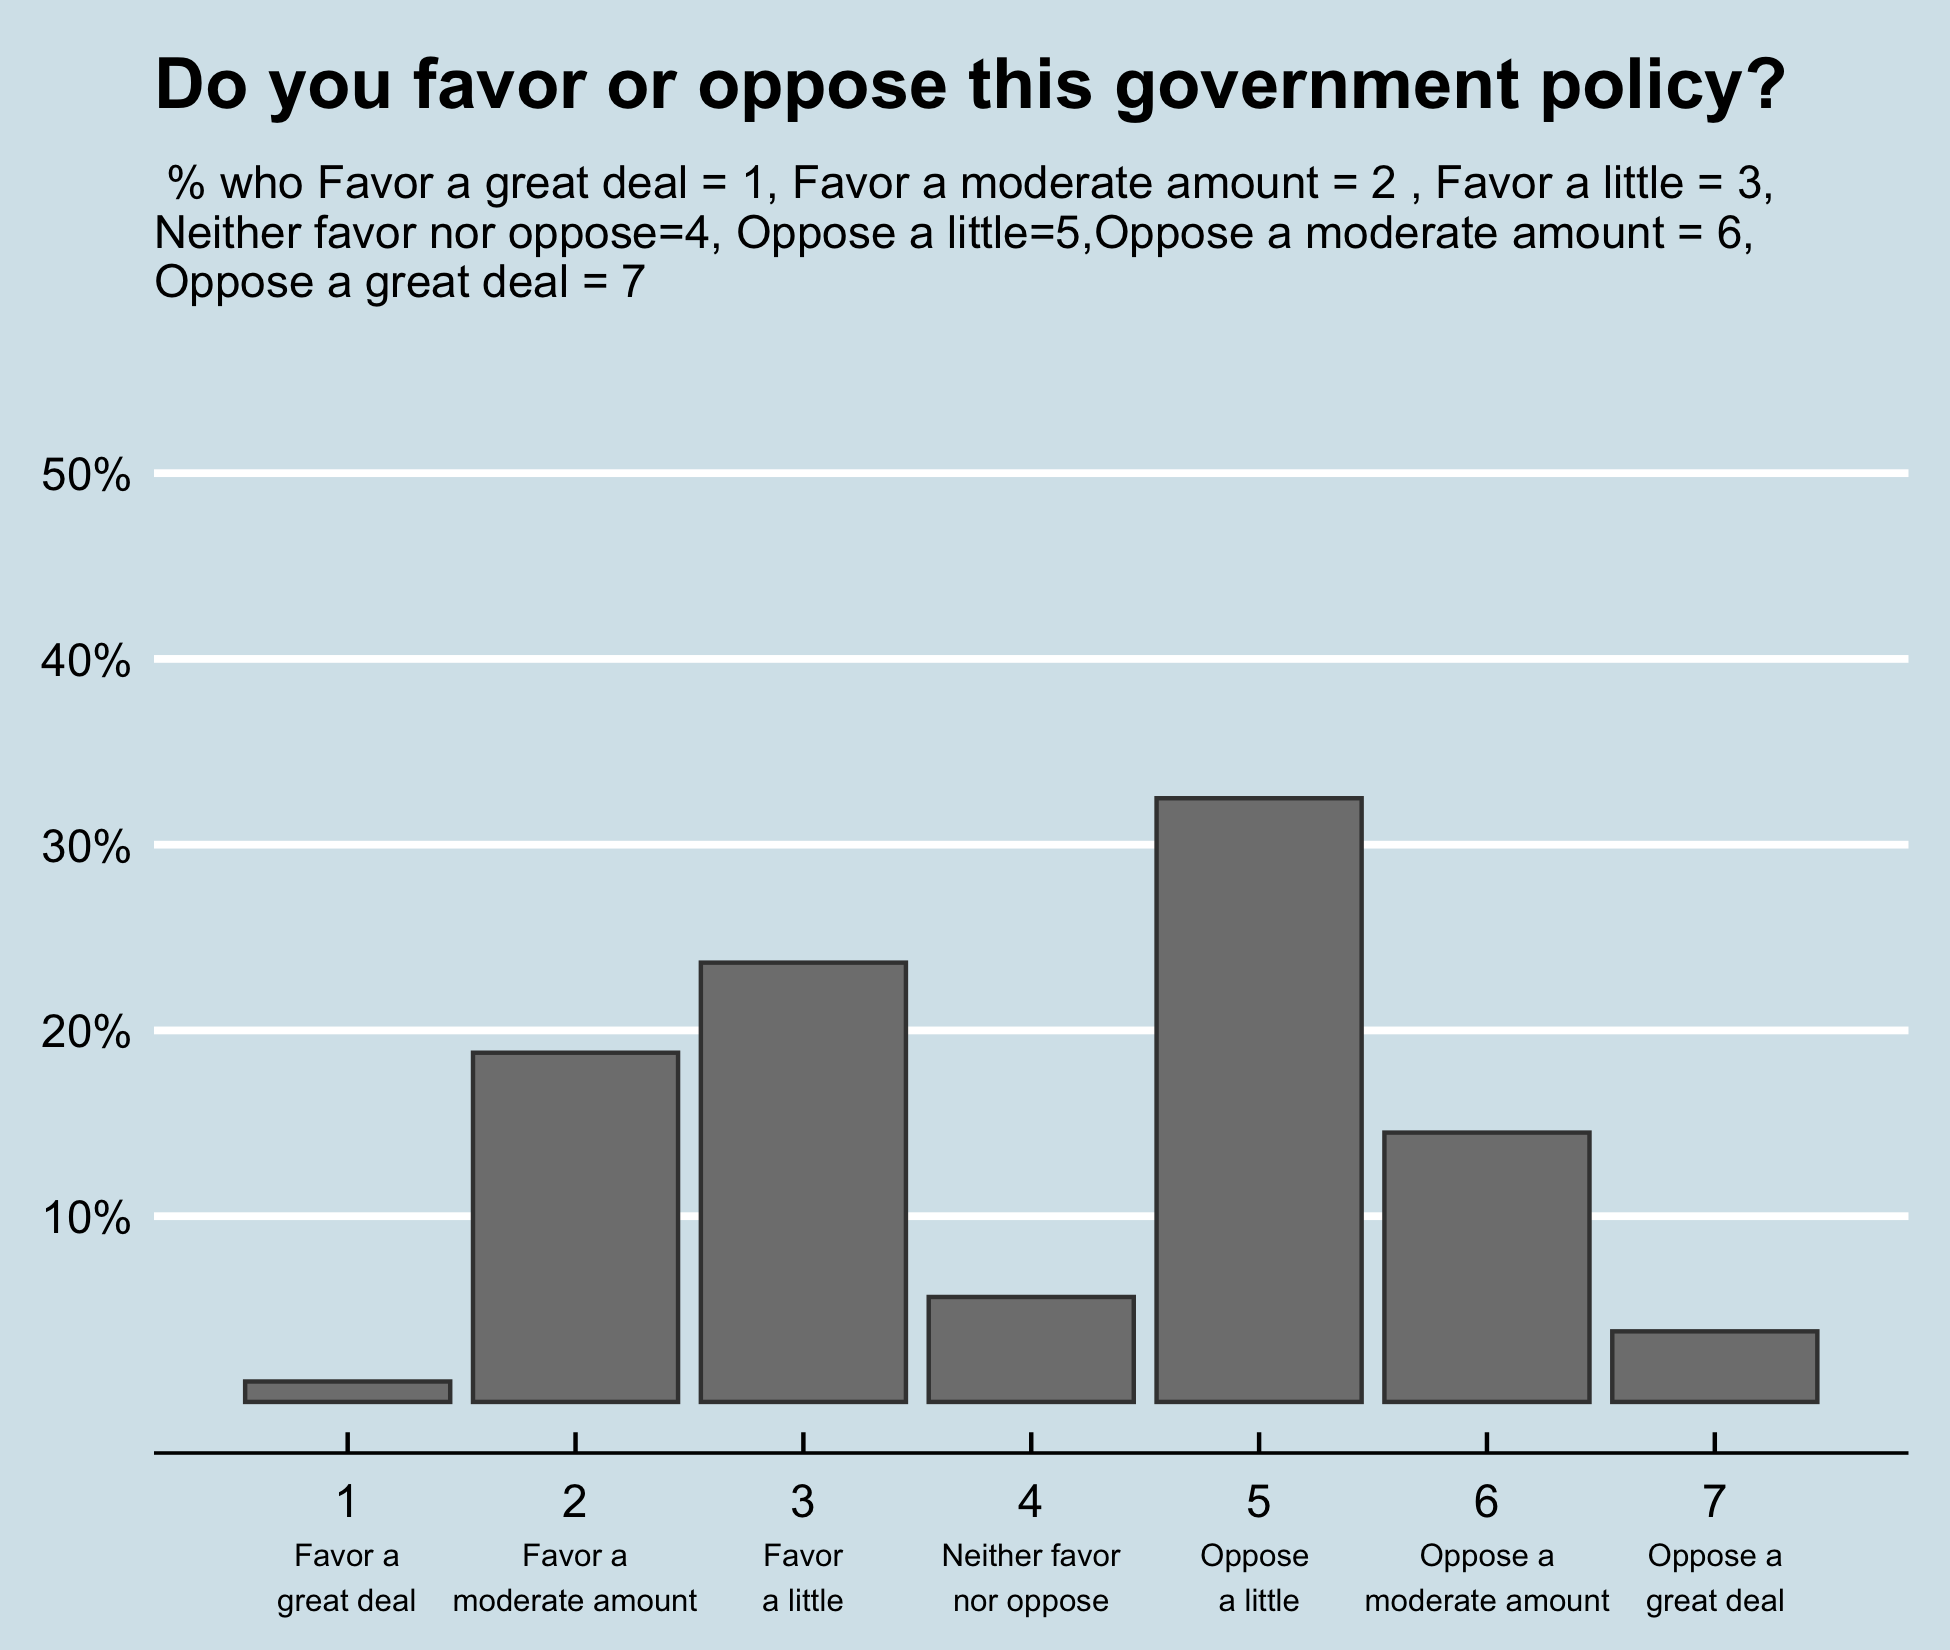 Do you favor or oppose this government policy?
% who Favor a great deal = 1, Favor a moderate amount = 2 , Favor a little = 3,
Neither favor nor oppose=4, Oppose a little=5,Oppose a moderate amount = 6,
Oppose a great deal = 7
50%
40%
30%
20%
10%
1 2 3 4 5 6 7
Favor a Favor a Favor Neither favor Oppose Oppose a Oppose a
great deal moderate amount a little nor oppose a little moderate amount great deal